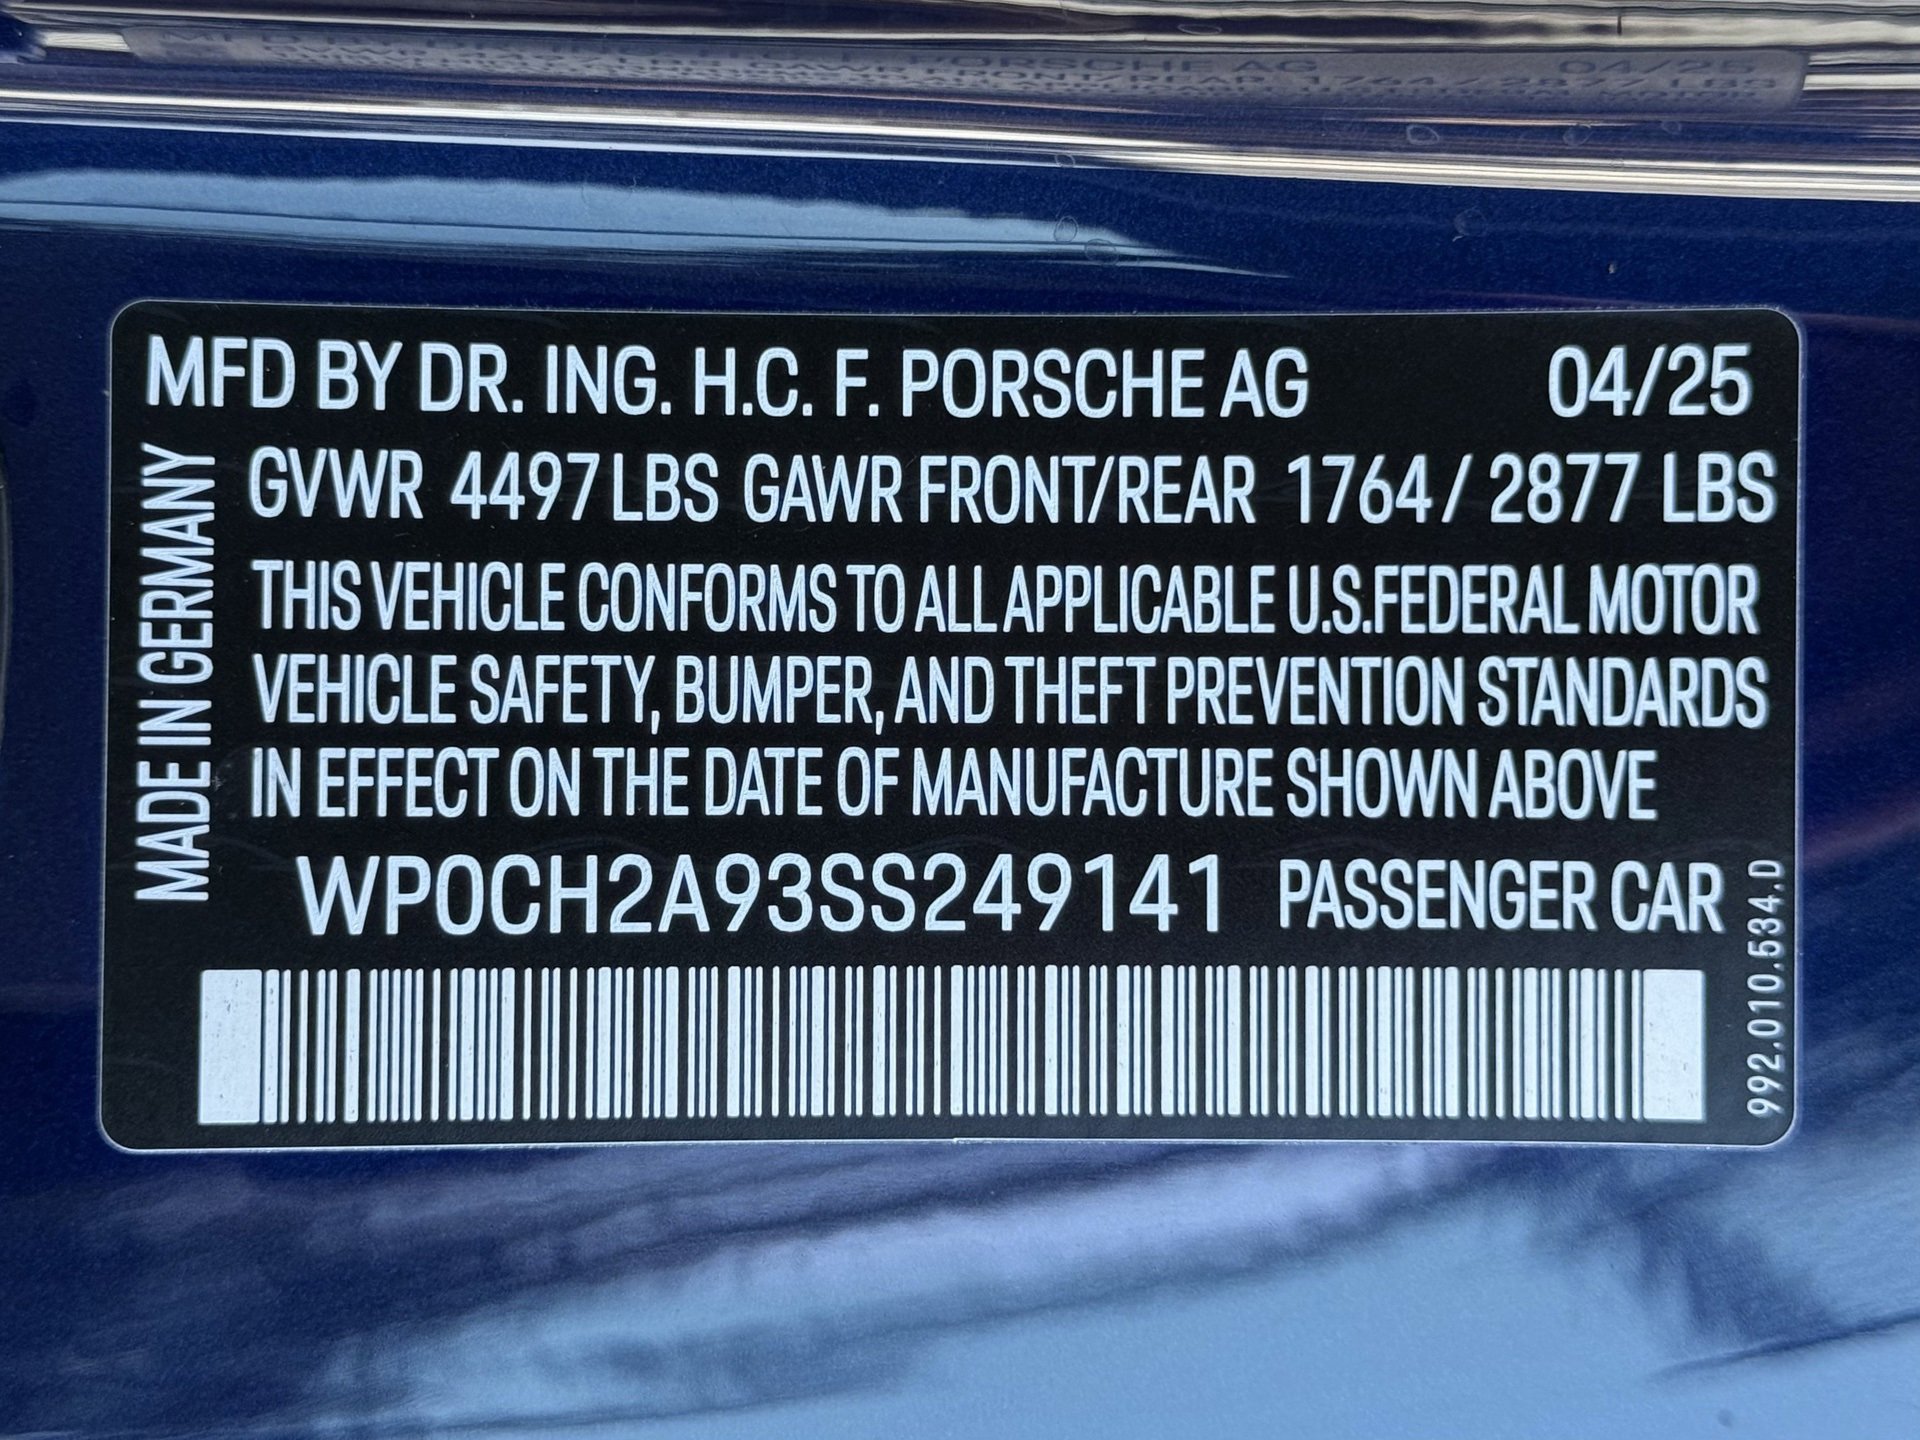 MFD BY DR. ING. H.C. F. PORSCHE AG 04/25
GVWR 4497 LBS GAWR FRONT/REAR 1764 / 2877 LBS
THIS VEHICLE CONFORMS TO ALL APPLICABLE U.S.FEDERAL MOTOR
VEHICLE SAFETY, BUMPER, AND THEFT PREVENTION STANDARDS
IN EFFECT ON THE DATE OF MANUFACTURE SHOWN ABOVE
WP0CH2A93SS249141 PASSENGER CAR
MADE IN GERMANY
992.010.534.D